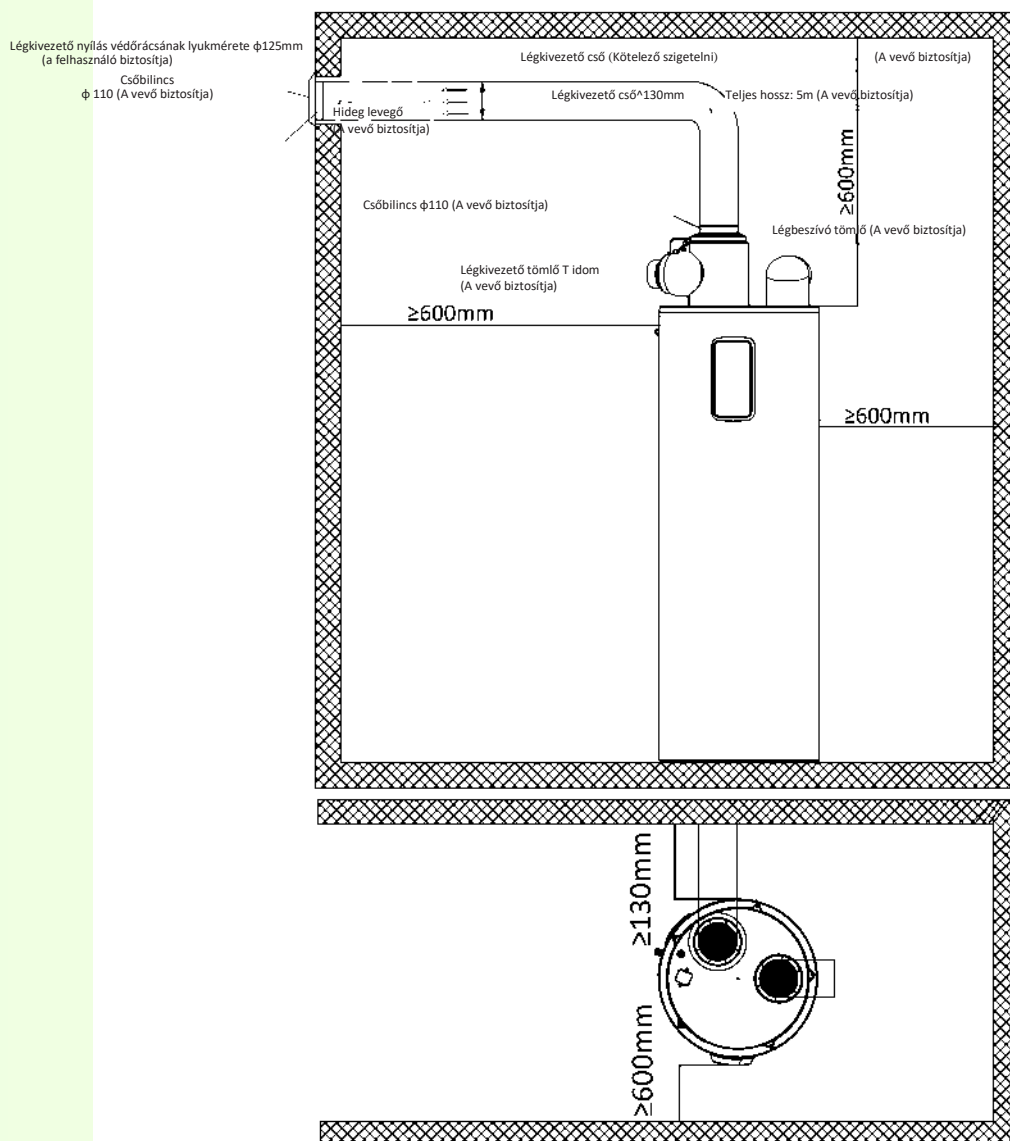 Légkivezető nyílás védőrácsának lyukmérete φ125mm
(a felhasználó biztosítja)
Csőbilincs
φ 110 (A vevő biztosítja)
Légkivezető cső (Kötelező szigetelni)
(A vevő biztosítja)
Légkivezető cső^130mm
Teljes hossz: 5m (A vevő biztosítja)
Hideg levegő
(A vevő biztosítja)
≥600mm
Csőbilincs φ110 (A vevő biztosítja)
Légbeszívó tömlő (A vevő biztosítja)
Légkivezető tömlő T idom
(A vevő biztosítja)
≥600mm
≥600mm
≥130mm
≥600mm